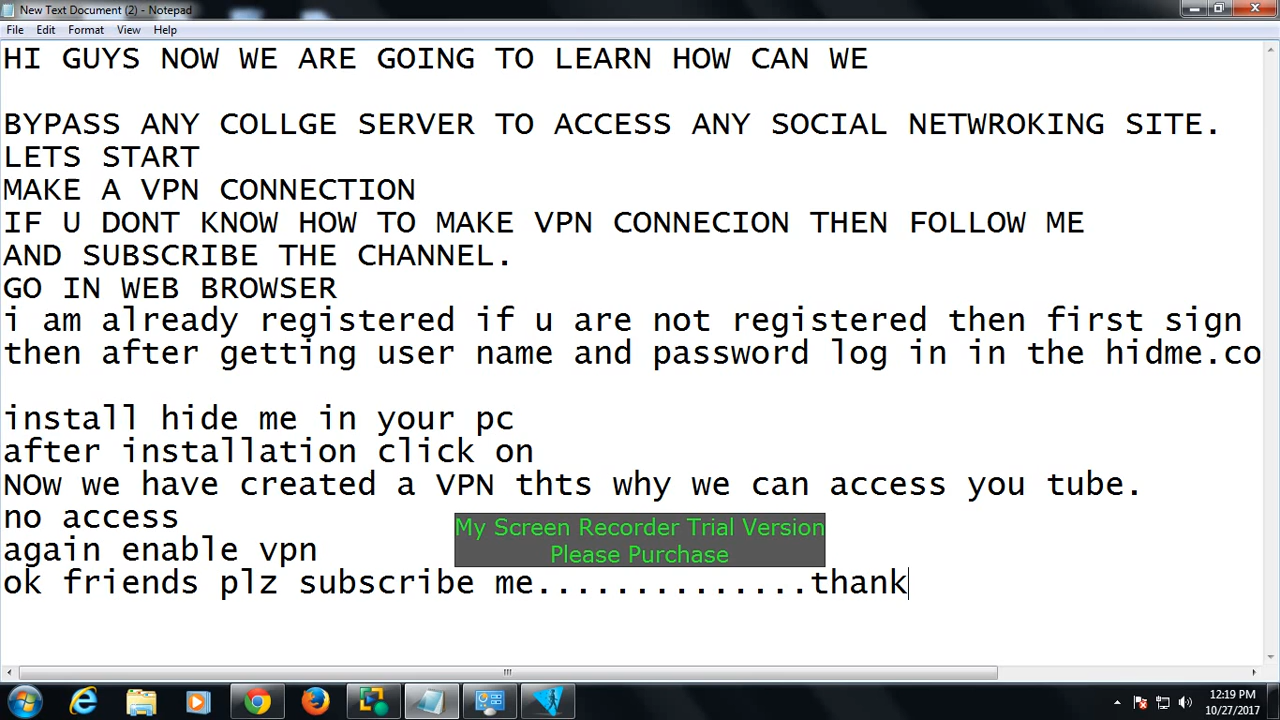 New Text Document (2) - Notepad
File Edit Format View Help
HI GUYS NOW WE ARE GOING TO LEARN HOW CAN WE
BYPASS ANY COLLGE SERVER TO ACCESS ANY SOCIAL NETWROKING SITE.
LETS START
MAKE A VPN CONNECTION
IF U DONT KNOW HOW TO MAKE VPN CONNECION THEN FOLLOW ME
AND SUBSCRIBE THE CHANNEL.
GO IN WEB BROWSER
i am already registered if u are not registered then first sign
then after getting user name and password log in in the hidme.co
install hide me in your pc
after installation click on
NOw we have created a VPN thts why we can access you tube.
no access
again enable vpn
My Screen Recorder Trial Version
Please Purchase
ok friends plz subscribe me..............thank
12:19 PM
10/27/2017